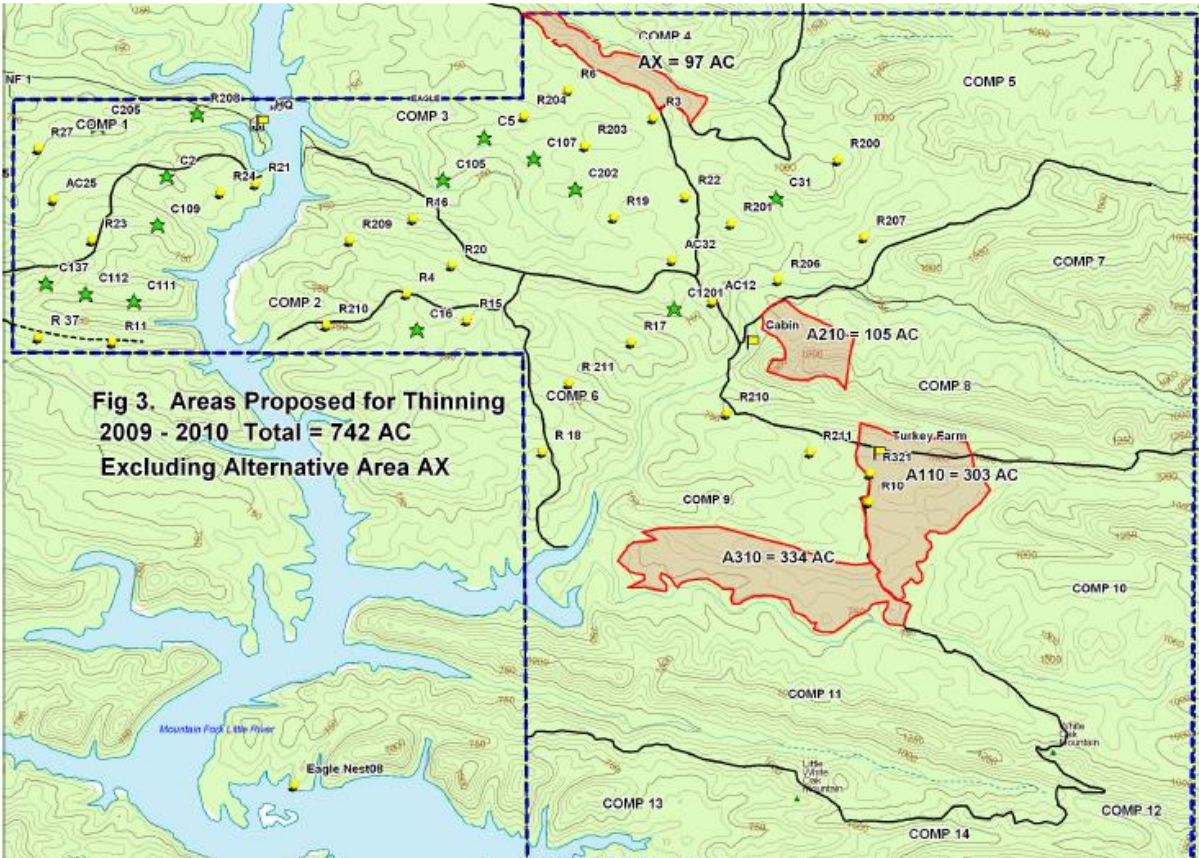 COMP 4
AX = 97 AC
COMP 5
NF 1
R6
R208
HQ
EAGLE
R204
R3
C205
COMP 1
COMP 3
C5
R203
R27
C107
R200
C2
R21
C105
C202
C31
R24
AC25
R22
C109
R19
R201
R207
R23
R209
R46
AC32
COMP 7
R20
C137
C112
C111
R4
R206
COMP 2
C1201
AC12
R 37
R11
R210
C16
R15
R17
Cabin
A210 = 105 AC
R 211
COMP 8
COMP 6
Fig 3. Areas Proposed for Thinning
2009 - 2010 Total = 742 AC
Excluding Alternative Area AX
R210
R 18
R211
Turkey Farm
R321
A110 = 303 AC
R10
COMP 9
A310 = 334 AC
COMP 10
COMP 11
Mountain Fork Little River
White
Oak
Mountain
Eagle Nest08
Little
White
Oak
Mountain
COMP 13
COMP 12
COMP 14